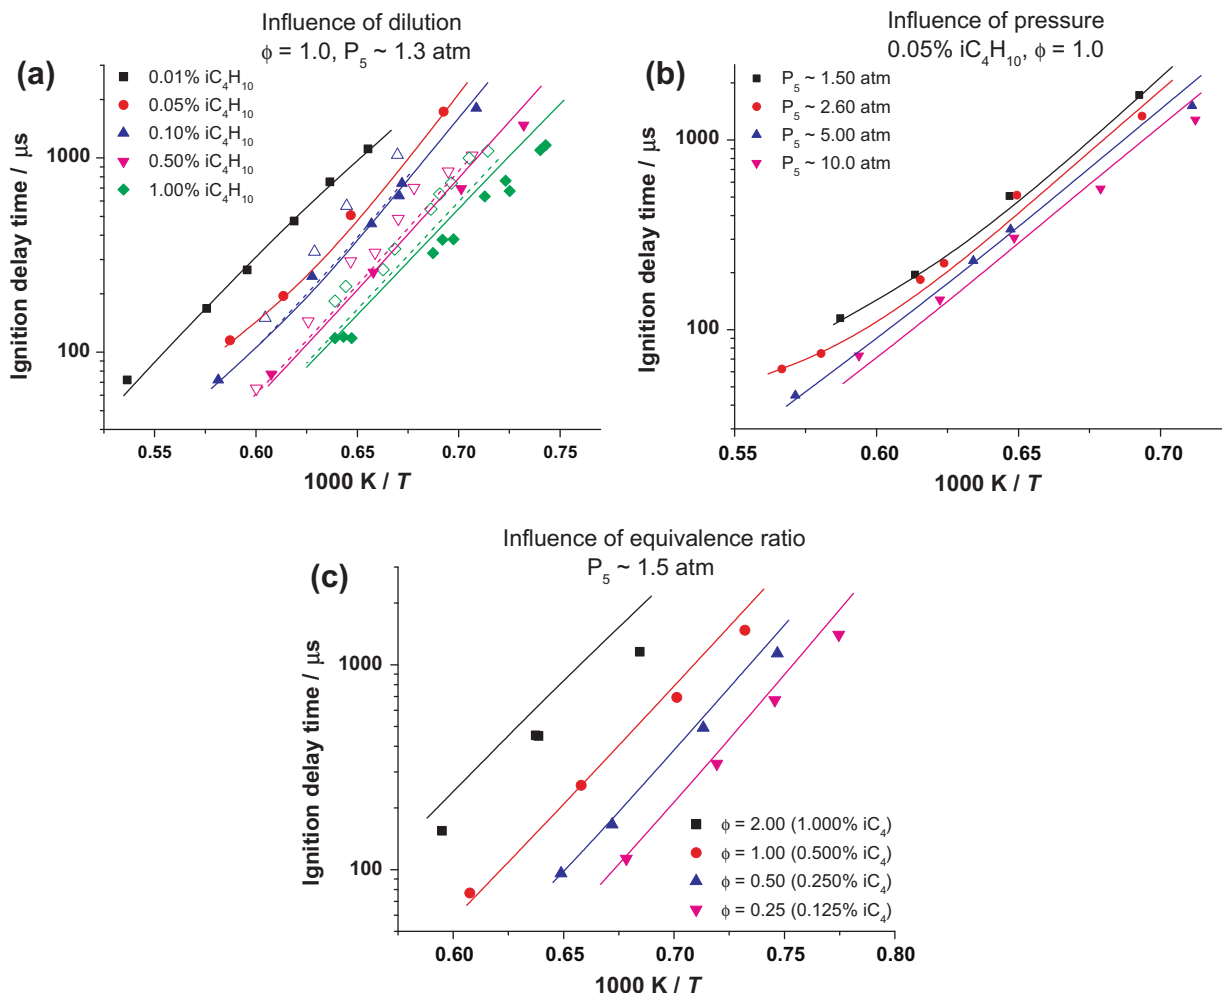 Influence of dilution
ϕ = 1.0, P₅ ~ 1.3 atm
(a)
0.01% iC₄H₁₀
0.05% iC₄H₁₀
0.10% iC₄H₁₀
0.50% iC₄H₁₀
1.00% iC₄H₁₀
1000
100
Ignition delay time / μs
0.55 0.60 0.65 0.70 0.75
1000 K / T
Influence of pressure
0.05% iC₄H₁₀, ϕ = 1.0
(b)
P₅ ~ 1.50 atm
P₅ ~ 2.60 atm
P₅ ~ 5.00 atm
P₅ ~ 10.0 atm
1000
100
Ignition delay time / μs
0.55 0.60 0.65 0.70
1000 K / T
Influence of equivalence ratio
P₅ ~ 1.5 atm
(c)
1000
100
Ignition delay time / μs
ϕ = 2.00 (1.000% iC₄)
ϕ = 1.00 (0.500% iC₄)
ϕ = 0.50 (0.250% iC₄)
ϕ = 0.25 (0.125% iC₄)
0.60 0.65 0.70 0.75 0.80
1000 K / T